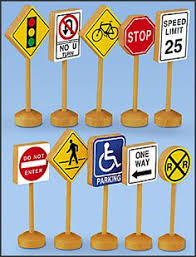 NO U
TURN
STOP
SPEED
LIMIT
25
DO NOT
ENTER
PARKING
ONE
WAY
R R